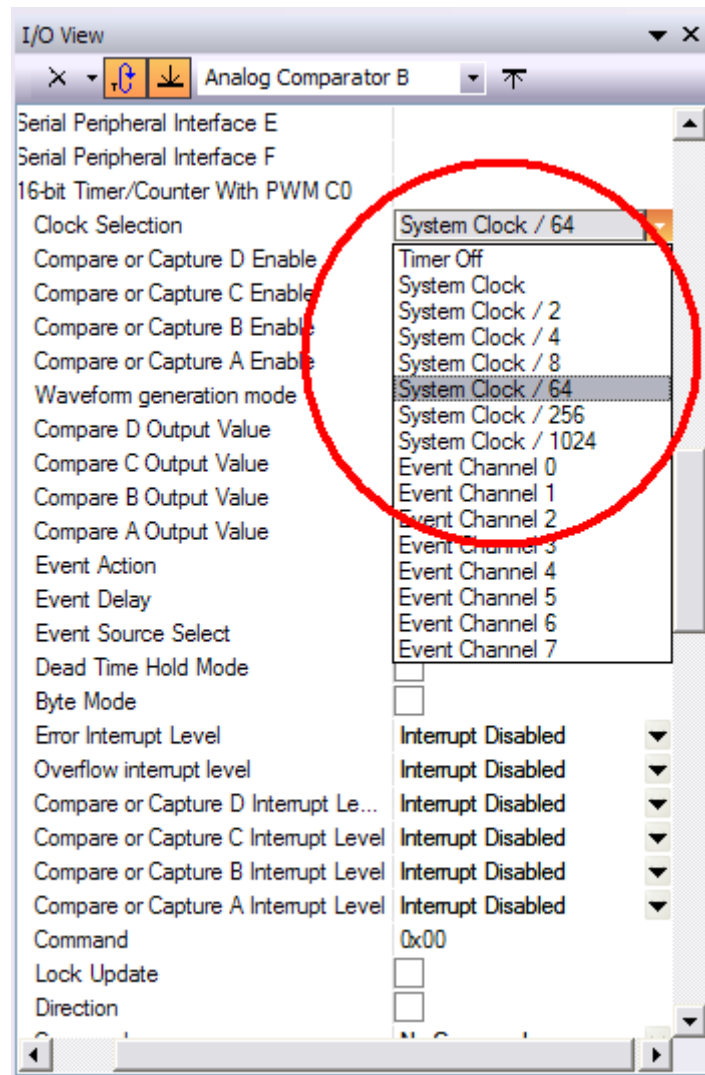 I/O View
Analog Comparator B
Serial Peripheral Interface E
Serial Peripheral Interface F
16-bit Timer/Counter With PWM C0
Clock Selection System Clock / 64
Compare or Capture D Enable Timer Off
Compare or Capture C Enable System Clock
System Clock / 2
Compare or Capture B Enable System Clock / 4
Compare or Capture A Enable System Clock / 8
Waveform generation mode System Clock / 64
Compare D Output Value System Clock / 256
System Clock / 1024
Compare C Output Value Event Channel 0
Compare B Output Value Event Channel 1
Event Channel 2
Compare A Output Value Event Channel 3
Event Action Event Channel 4
Event Delay Event Channel 5
Event Source Select Event Channel 6
Event Channel 7
Dead Time Hold Mode
Byte Mode
Error Interrupt Level Interrupt Disabled
Overflow interrupt level Interrupt Disabled
Compare or Capture D Interrupt Le... Interrupt Disabled
Compare or Capture C Interrupt Level Interrupt Disabled
Compare or Capture B Interrupt Level Interrupt Disabled
Compare or Capture A Interrupt Level Interrupt Disabled
Command 0x00
Lock Update
Direction